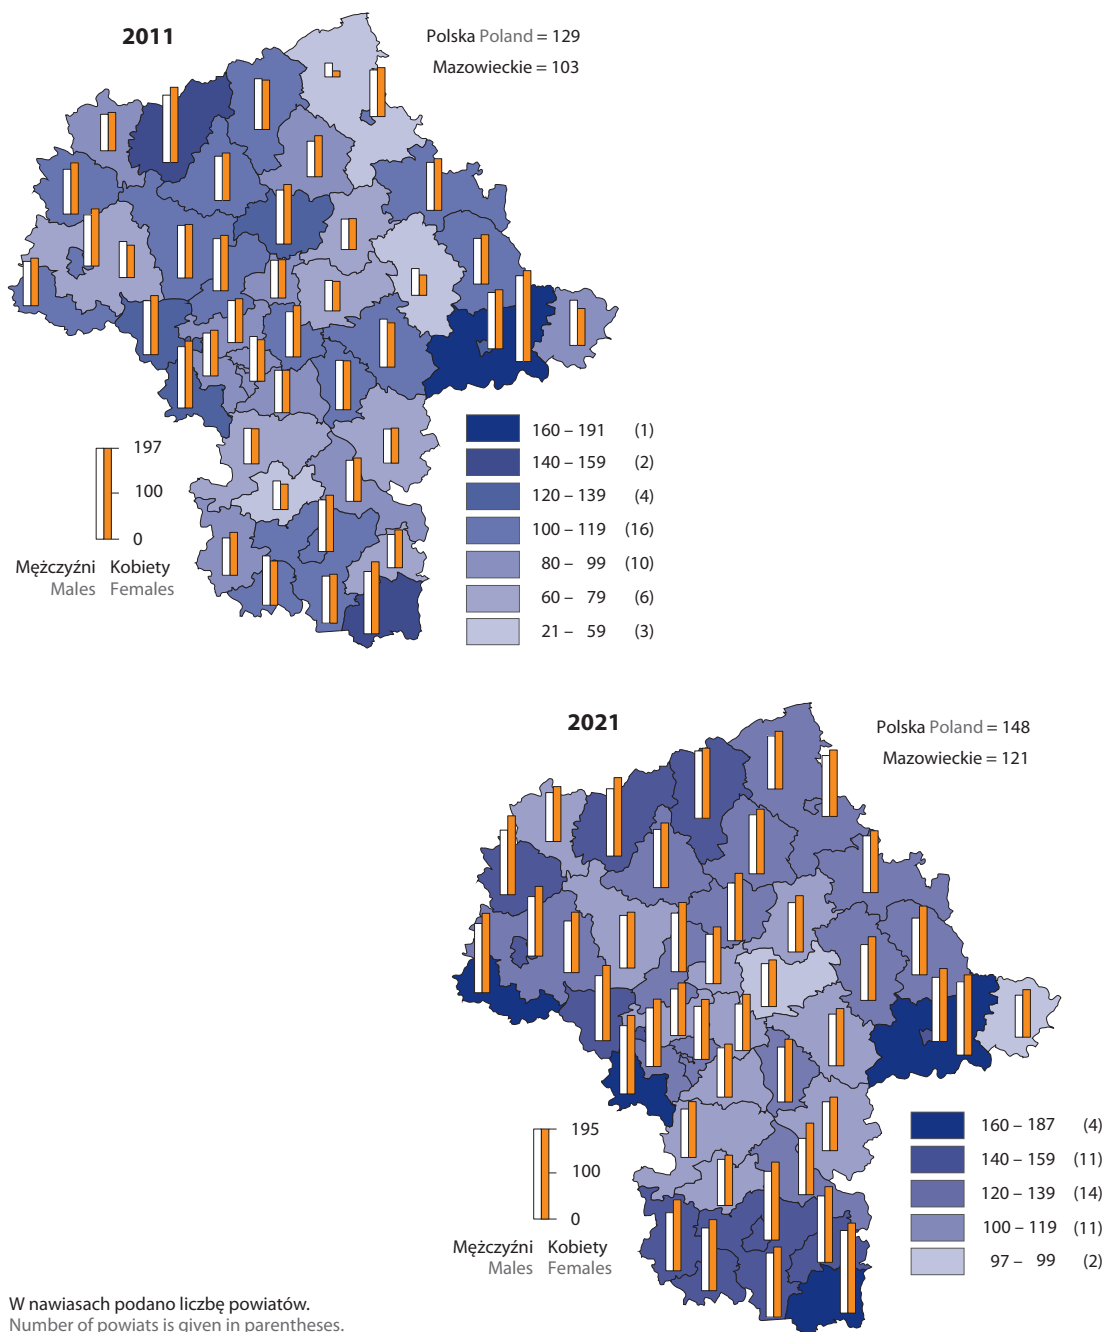 2011
Polska Poland = 129
Mazowieckie = 103
197
100
0
Mężczyźni Kobiety
Males Females
160 – 191 (1)
140 – 159 (2)
120 – 139 (4)
100 – 119 (16)
80 – 99 (10)
60 – 79 (6)
21 – 59 (3)
2021
Polska Poland = 148
Mazowieckie = 121
195
100
0
Mężczyźni Kobiety
Males Females
160 – 187 (4)
140 – 159 (11)
120 – 139 (14)
100 – 119 (11)
97 – 99 (2)
W nawiasach podano liczbę powiatów.
Number of powiats is given in parentheses.